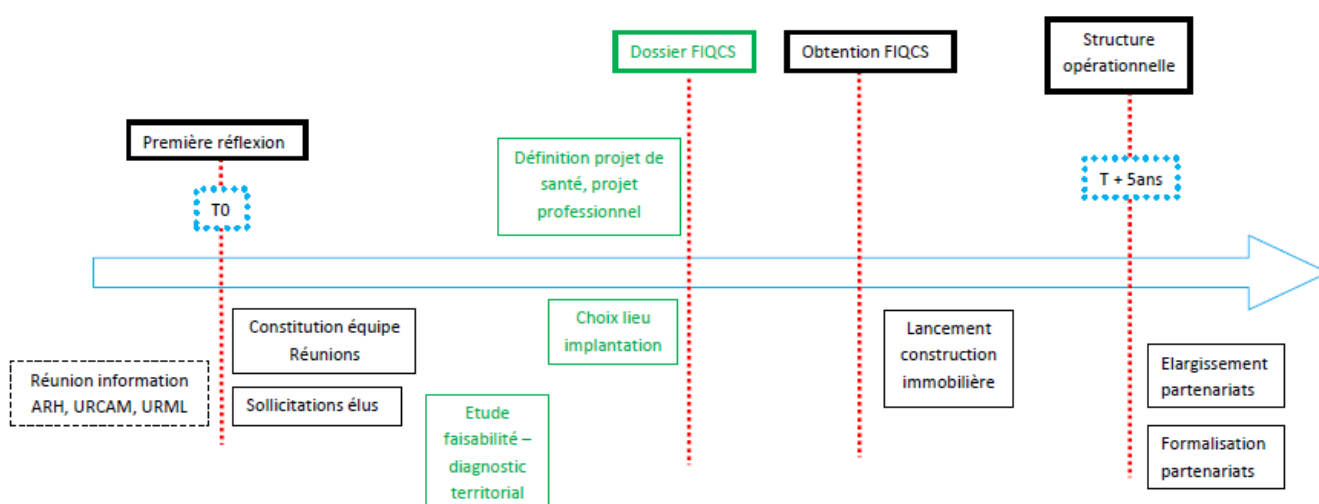 Dossier FIQCS
Obtention FIQCS
Structure
opérationnelle
Première réflexion
Définition projet de
santé, projet
professionnel
T0
T + 5ans
Constitution équipe
Réunions
Choix lieu
implantation
Lancement
construction
immobilière
Réunion information
ARH, URCAM, URML
Sollicitations élus
Elargissement
partenariats
Etude
faisabilité –
diagnostic
territorial
Formalisation
partenariats